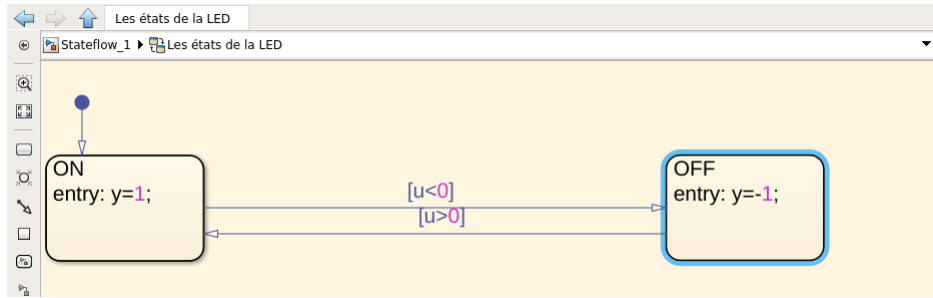 Les états de la LED
Stateflow_1 Les états de la LED
ON
entry: y=1;
[u<0]
[u>0]
OFF
entry: y=-1;